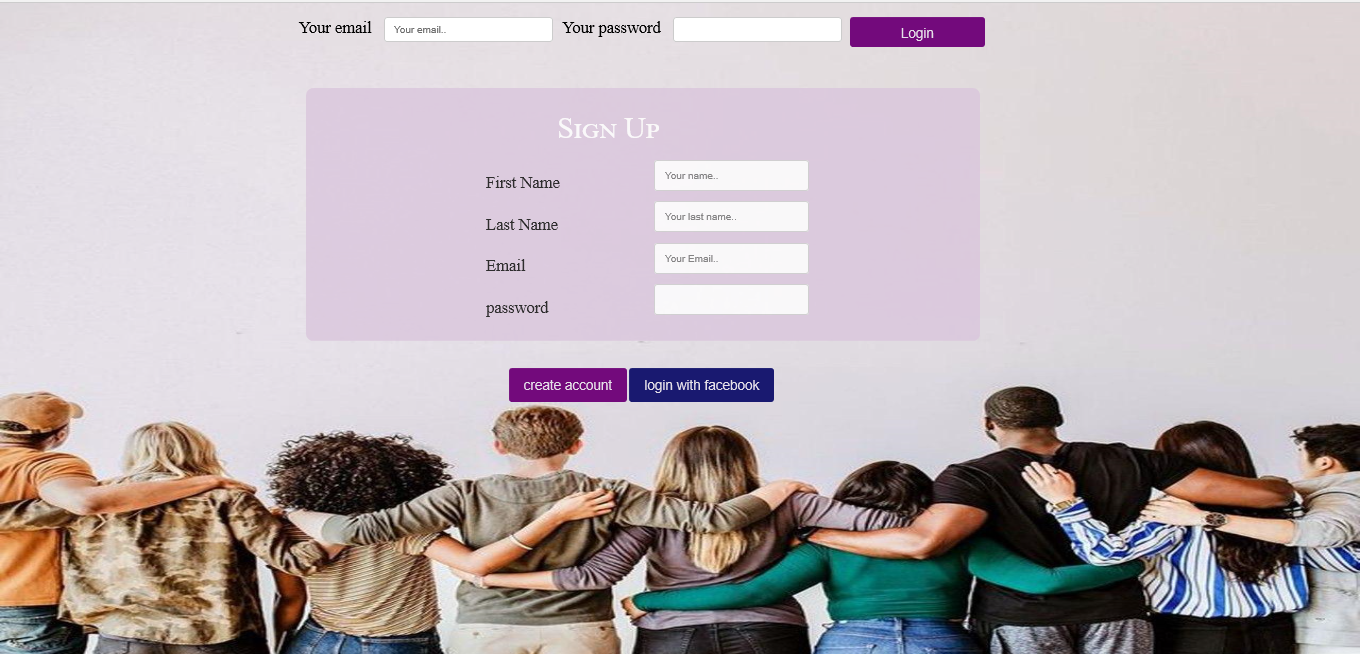 Your email Your email.. Your password Login
Sign Up
First Name Your name..
Last Name Your last name..
Email Your Email..
password
create account login with facebook